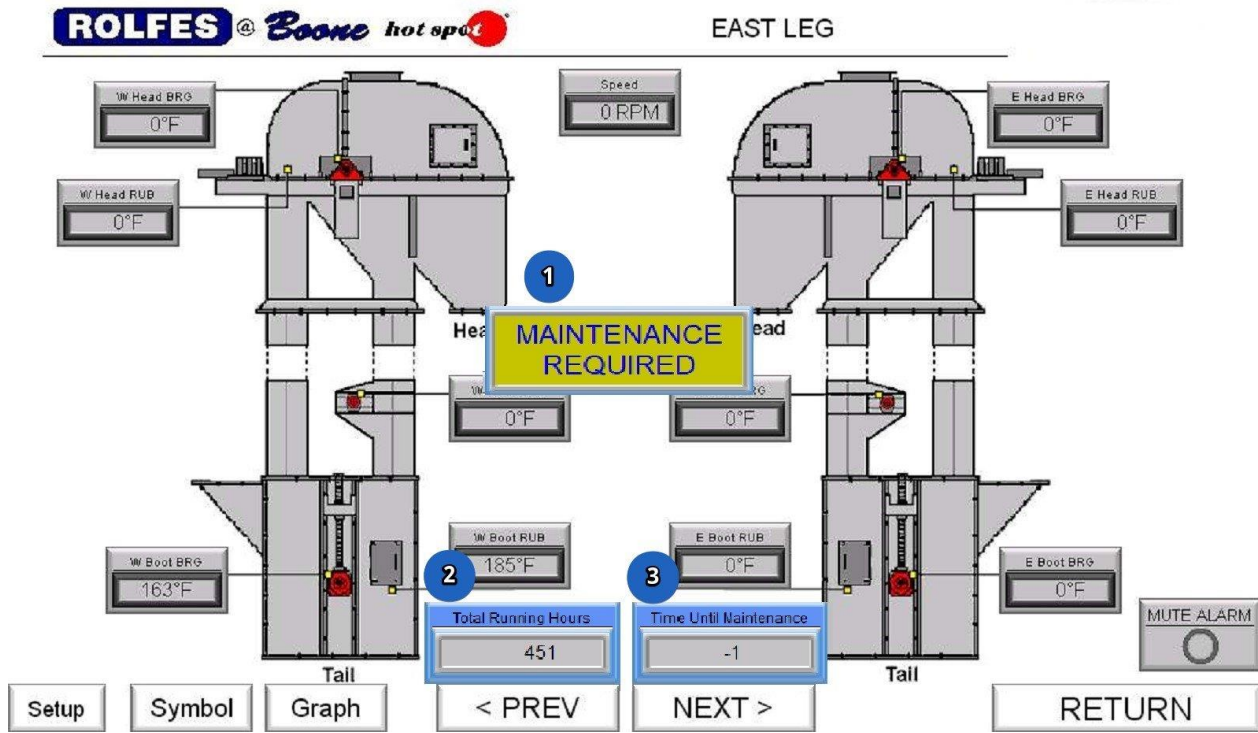 ROLFES @ Boone hot spot
EAST LEG
W Head BRG
0°F
Speed
0 RPM
E Head BRG
0°F
W Head RUB
0°F
E Head RUB
0°F
1
MAINTENANCE
REQUIRED
Hea
ead
0°F
0°F
W Boot BRG
163°F
W Boot RUB
185°F
E Boot RUB
0°F
E Boot BRG
0°F
2
3
Total Running Hours
451
Time Until Maintenance
-1
MUTE ALARM
Tail
Tail
Setup
Symbol
Graph
< PREV
NEXT >
RETURN